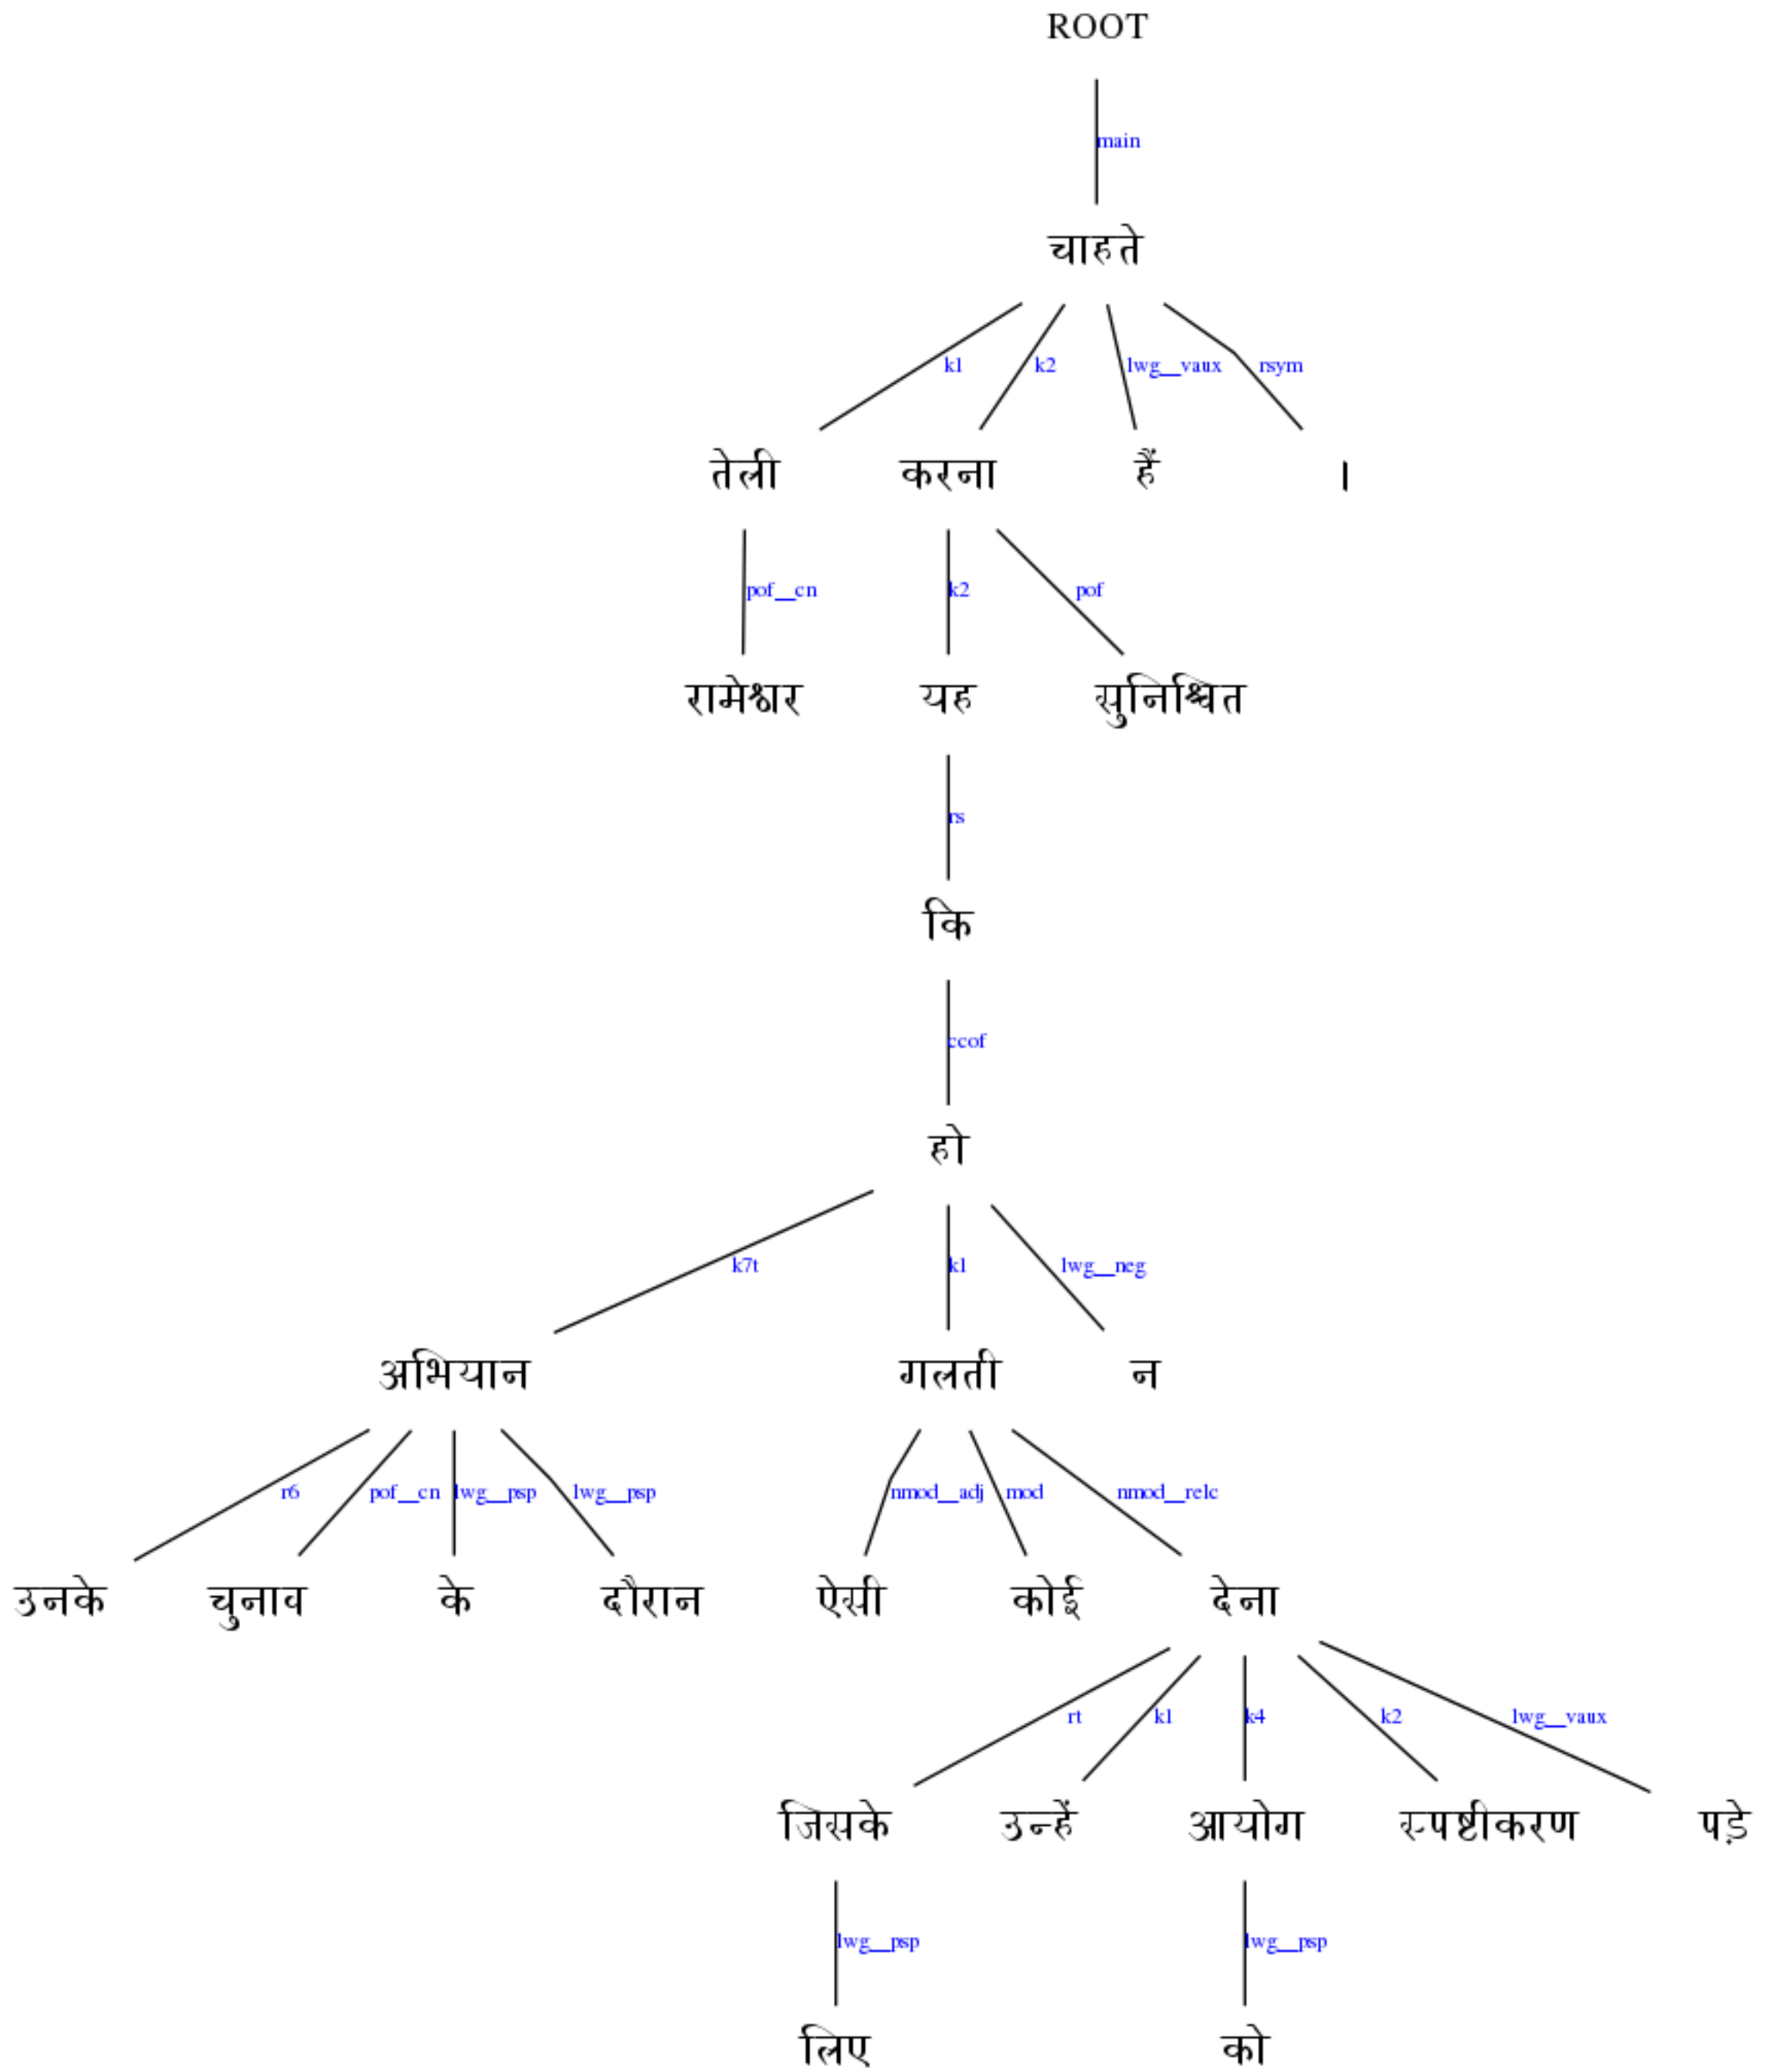 ROOT
main
चाहते
k1 k2 lwg__vaux rsym
तेली करना हैं ।
pof__cn k2 pof
रामेश्वर यह सुनिश्चित
rs
कि
ccof
हो
k7t k1 lwg__neg
अभियान गलती न
r6 pof__cn lwg__psp lwg__psp nmod__adj mod nmod__relc
उनके चुनाव के दौरान ऐसी कोई देना
rt k1 k4 k2 lwg__vaux
जिसके उन्हें आयोग स्पष्टीकरण पड़े
lwg__psp lwg__psp
लिए को